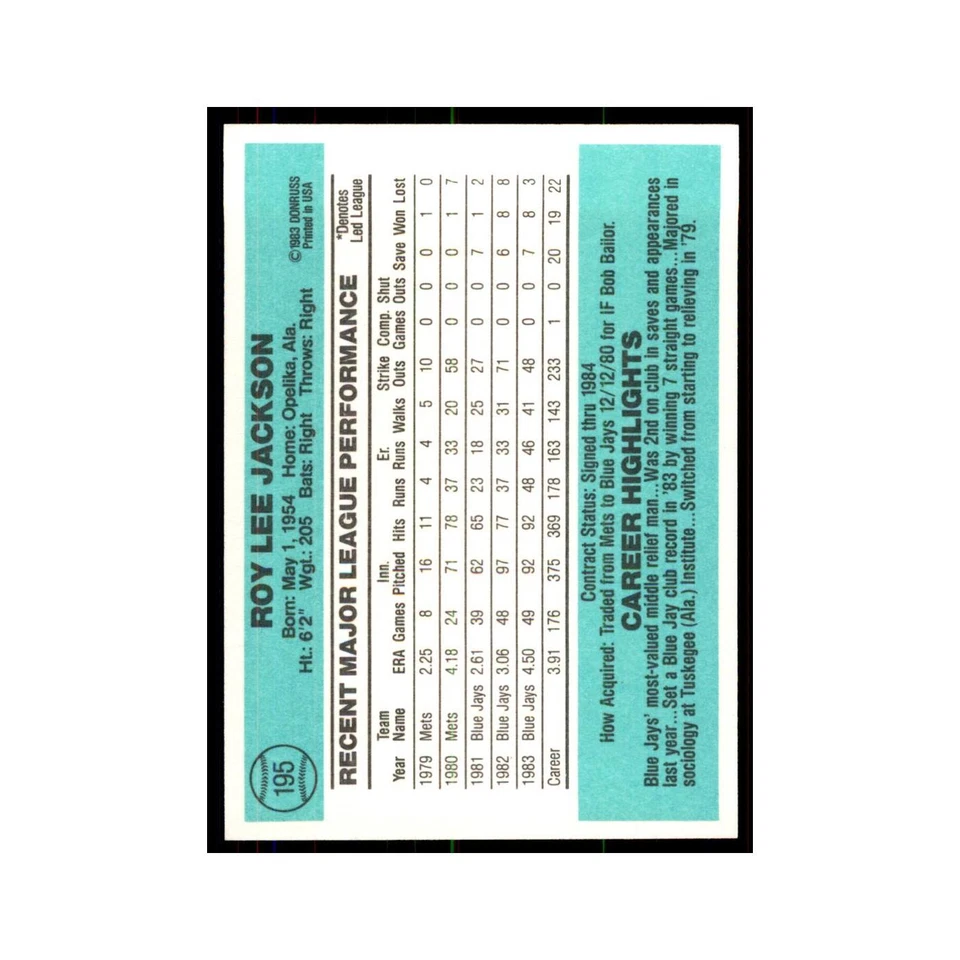 195
ROY LEE JACKSON
©1983 DONRUSS
Printed in USA
Born: May 1, 1954 Home: Opelika, Ala.
Ht.: 6'2" Wgt.: 205 Bats: Right Throws: Right
RECENT MAJOR LEAGUE PERFORMANCE
*Denotes
Led League
Year Team Name ERA Games Inn. Pitched Hits Runs Er. Runs Walks Strike Outs Comp. Games Shut Outs Save Won Lost
1979 Mets 2.25 8 16 11 4 4 5 10 0 0 0 1 0
1980 Mets 4.18 24 71 78 37 33 20 58 0 0 1 1 7
1981 Blue Jays 2.61 39 62 65 23 18 25 27 0 0 7 1 2
1982 Blue Jays 3.06 48 97 77 37 33 31 71 0 0 6 8 8
1983 Blue Jays 4.50 49 92 92 48 46 41 48 0 0 7 8 3
Career 3.91 176 375 369 178 163 143 233 1 0 20 19 22
Contract Status: Signed thru 1984
How Acquired: Traded from Mets to Blue Jays 12/12/80 for IF Bob Bailor.
CAREER HIGHLIGHTS
Blue Jays' most-valued middle relief man...Was 2nd on club in saves and appearances
last year...Set a Blue Jay club record in '83 by winning 7 straight games...Majored in
sociology at Tuskegee (Ala.) Institute...Switched from starting to relieving in '79.